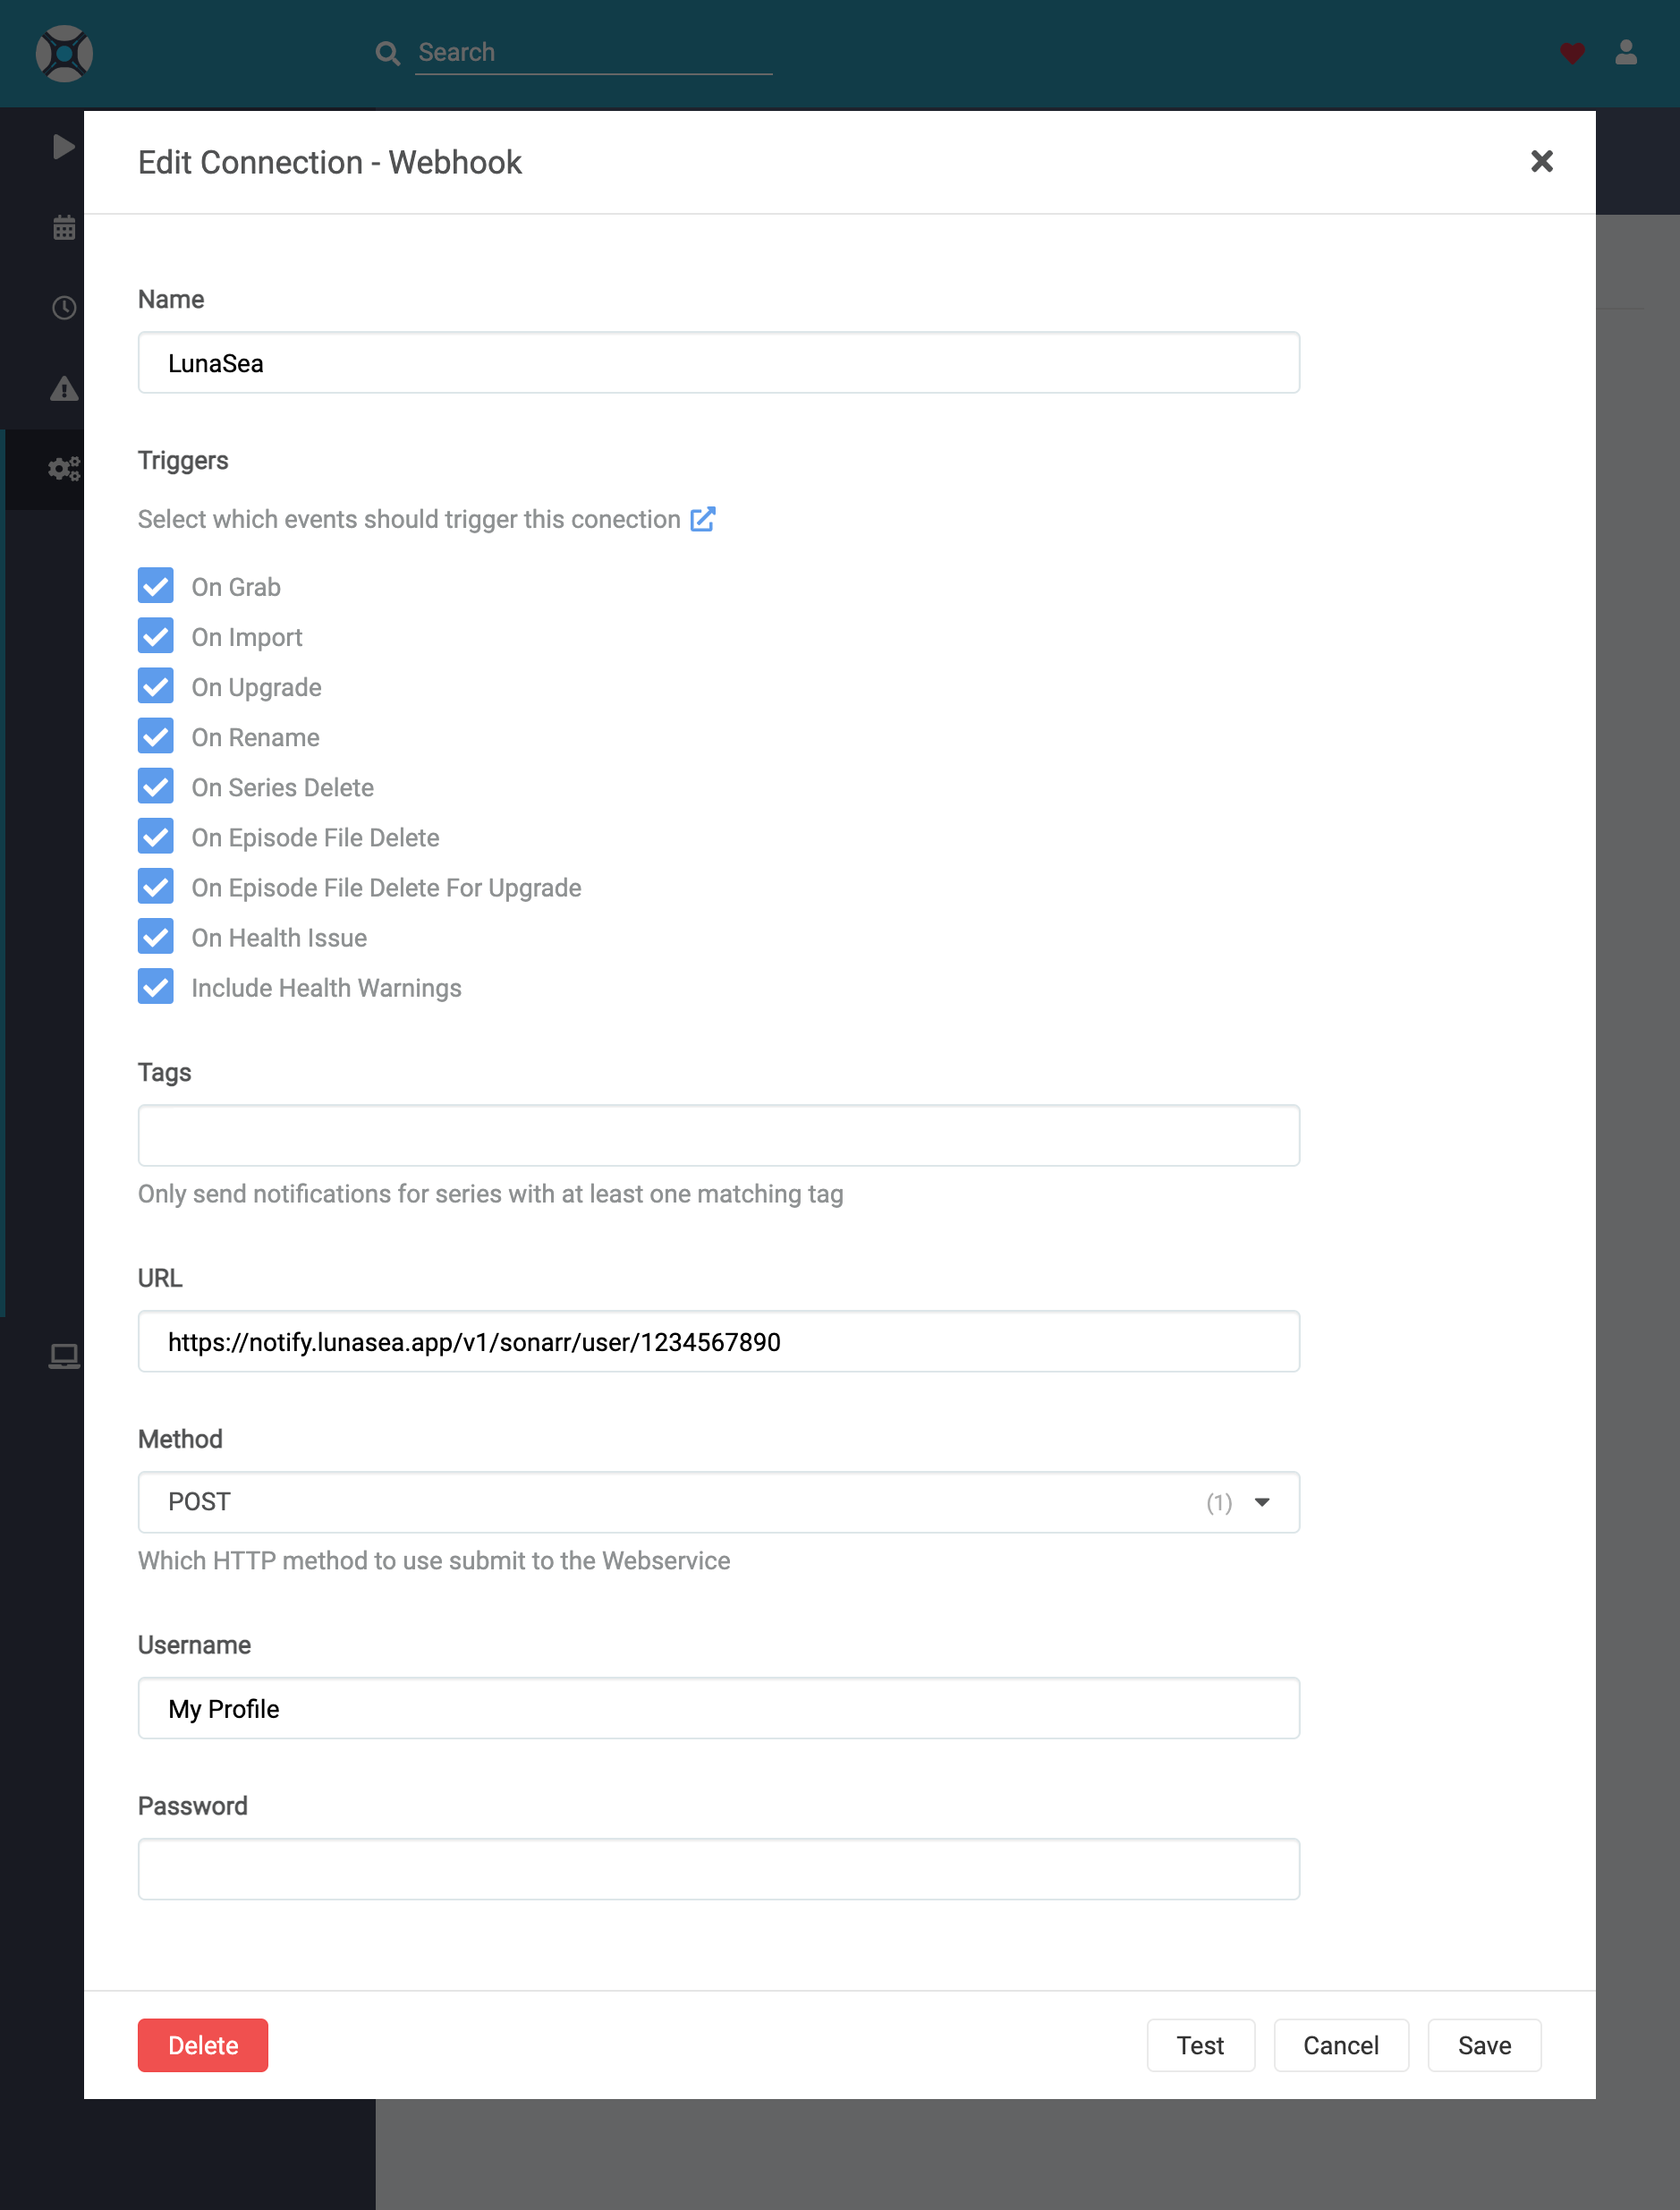 Search
Edit Connection - Webhook
Name
LunaSea
Triggers
Select which events should trigger this conection
On Grab
On Import
On Upgrade
On Rename
On Series Delete
On Episode File Delete
On Episode File Delete For Upgrade
On Health Issue
Include Health Warnings
Tags
Only send notifications for series with at least one matching tag
URL
https://notify.lunasea.app/v1/sonarr/user/1234567890
Method
POST (1)
Which HTTP method to use submit to the Webservice
Username
My Profile
Password
Delete Test Cancel Save